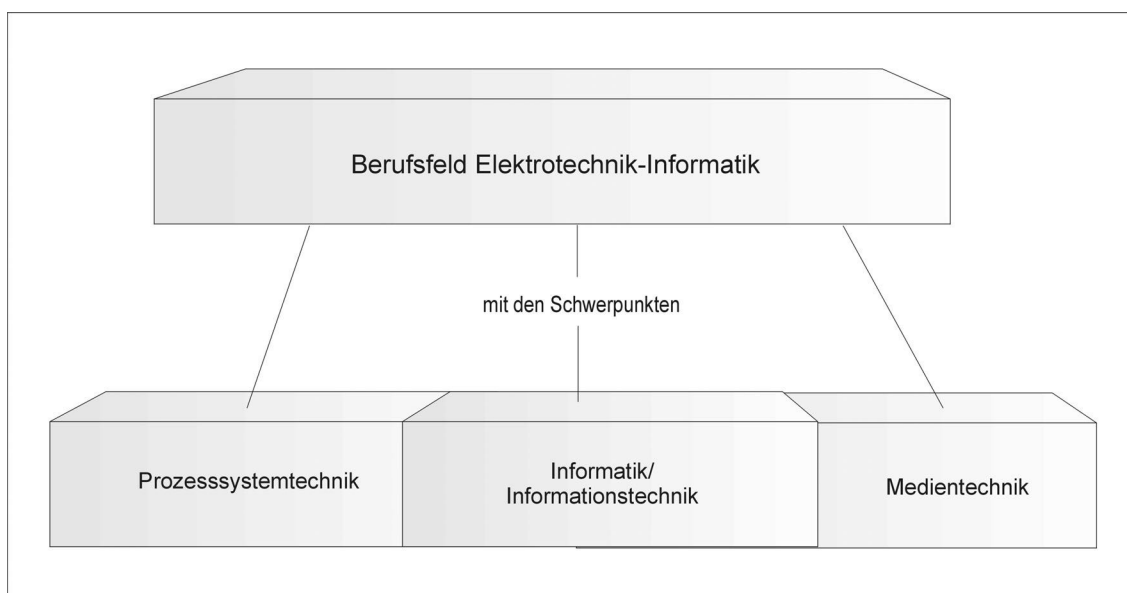 Berufsfeld Elektrotechnik-Informatik
mit den Schwerpunkten
Prozesssystemtechnik
Informatik/
Informationstechnik
Medientechnik